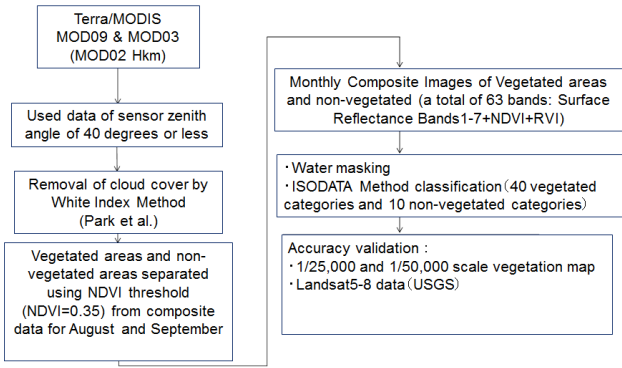 Terra/MODIS
MOD09 & MOD03
(MOD02 Hkm)
Used data of sensor zenith
angle of 40 degrees or less
Removal of cloud cover by
White Index Method
(Park et al.)
Vegetated areas and non-
vegetated areas separated
using NDVI threshold
(NDVI=0.35) from composite
data for August and September
Monthly Composite Images of Vegetated areas
and non-vegetated (a total of 63 bands: Surface
Reflectance Bands1-7+NDVI+RVI)
・Water masking
・ISODATA Method classification（40 vegetated
categories and 10 non-vegetated categories）
Accuracy validation：
・1/25,000 and 1/50,000 scale vegetation map
・Landsat5-8 data（USGS）